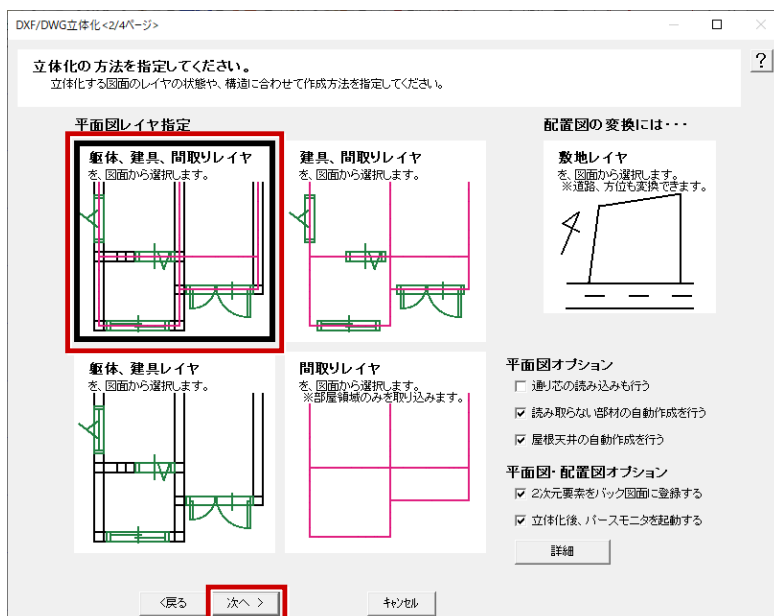 DXF/DWG立体化<2/4ページ>
?
立体化の方法を指定してください。
立体化する図面のレイヤの状態や、構造に合わせて作成方法を指定してください。
平面図レイヤ指定
躯体、建具、間取りレイヤ
を、図面から選択します。
建具、間取りレイヤ
を、図面から選択します。
躯体、建具レイヤ
を、図面から選択します。
間取りレイヤ
を、図面から選択します。
※部屋領域のみを取り込みます。
配置図の変換には・・・
敷地レイヤ
を、図面から選択します。
※道路、方位も変換できます。
平面図オプション
通り芯の読み込みも行う
読み取らない部材の自動作成を行う
屋根天井の自動作成を行う
平面図・配置図オプション
2次元要素をバック図面に登録する
立体化後、パースモニタを起動する
詳細
<戻る
次へ >
キャンセル